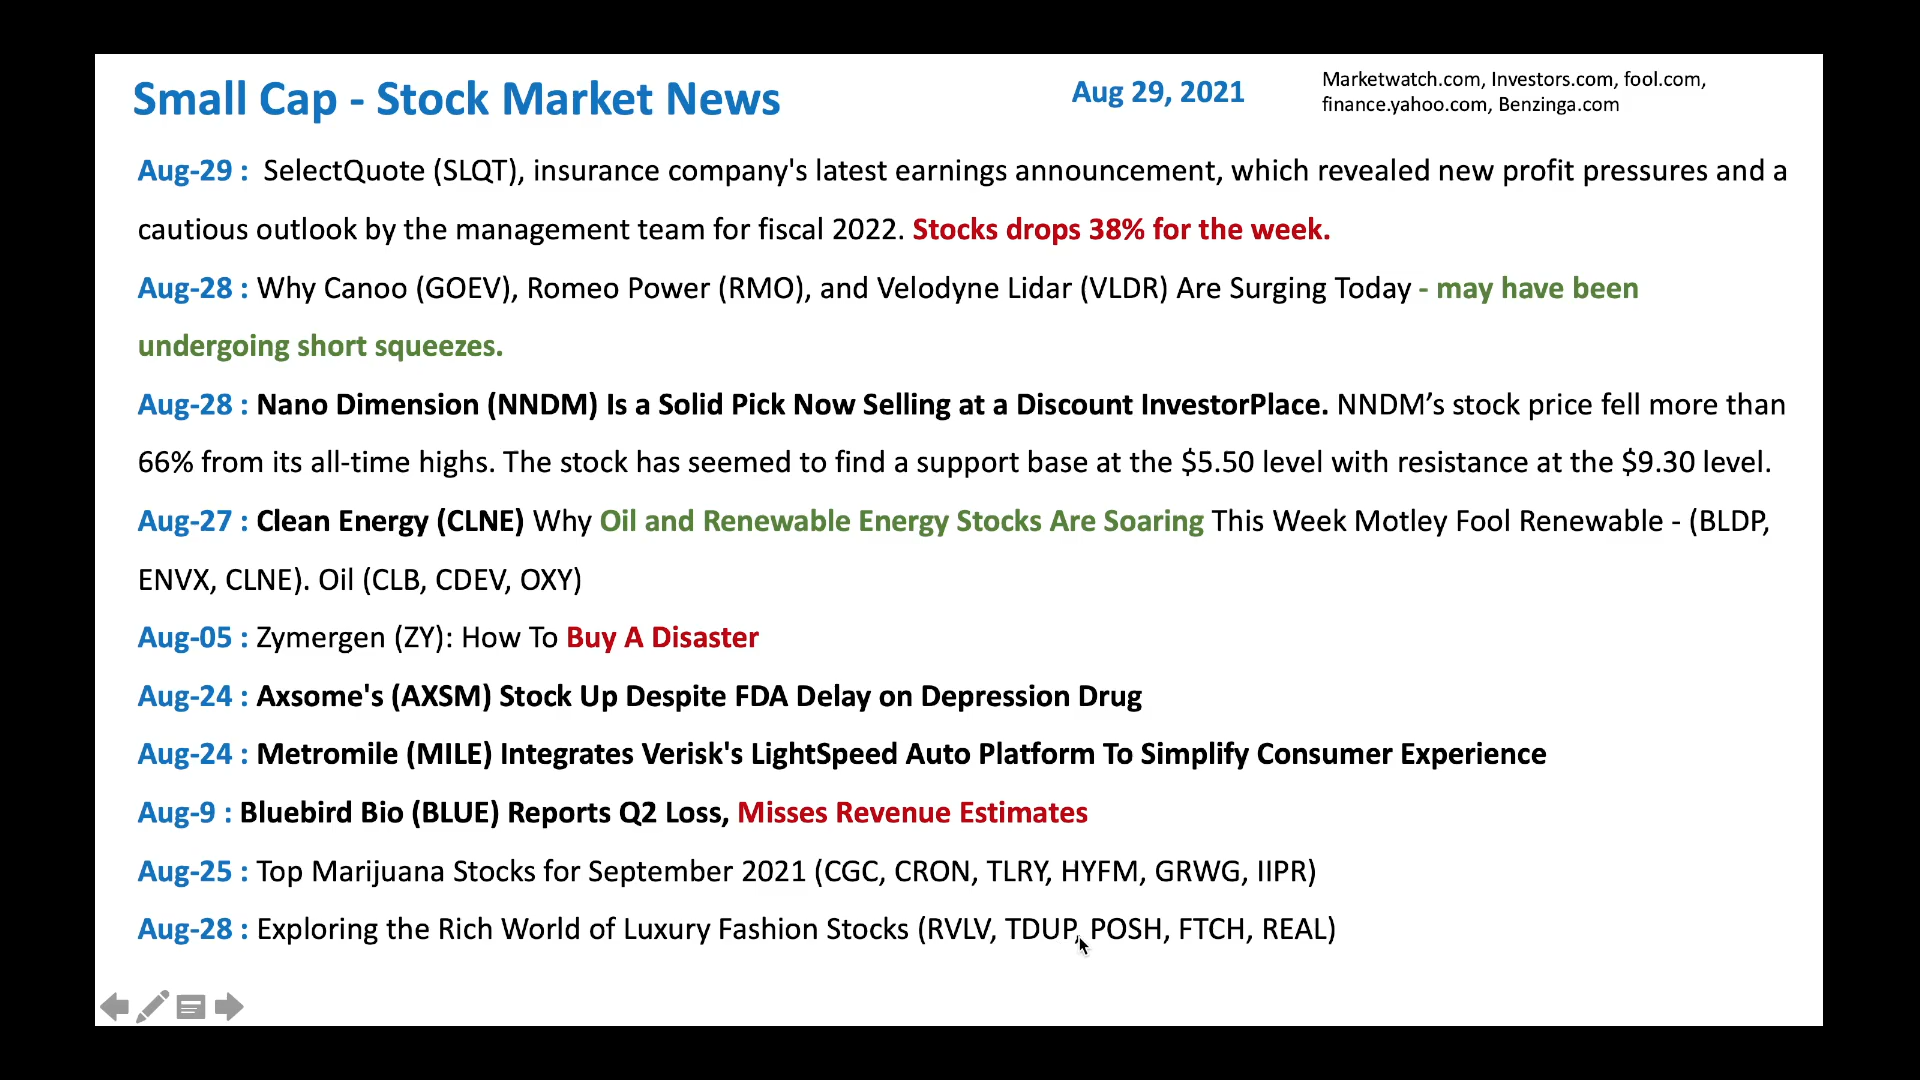 Small Cap - Stock Market News
Aug 29, 2021
Marketwatch.com, Investors.com, fool.com,
finance.yahoo.com, Benzinga.com
Aug-29 : SelectQuote (SLQT), insurance company's latest earnings announcement, which revealed new profit pressures and a
cautious outlook by the management team for fiscal 2022. Stocks drops 38% for the week.
Aug-28 : Why Canoo (GOEV), Romeo Power (RMO), and Velodyne Lidar (VLDR) Are Surging Today - may have been
undergoing short squeezes.
Aug-28 : Nano Dimension (NNDM) Is a Solid Pick Now Selling at a Discount InvestorPlace. NNDM’s stock price fell more than
66% from its all-time highs. The stock has seemed to find a support base at the $5.50 level with resistance at the $9.30 level.
Aug-27 : Clean Energy (CLNE) Why Oil and Renewable Energy Stocks Are Soaring This Week Motley Fool Renewable - (BLDP,
ENVX, CLNE). Oil (CLB, CDEV, OXY)
Aug-05 : Zymergen (ZY): How To Buy A Disaster
Aug-24 : Axsome's (AXSM) Stock Up Despite FDA Delay on Depression Drug
Aug-24 : Metromile (MILE) Integrates Verisk's LightSpeed Auto Platform To Simplify Consumer Experience
Aug-9 : Bluebird Bio (BLUE) Reports Q2 Loss, Misses Revenue Estimates
Aug-25 : Top Marijuana Stocks for September 2021 (CGC, CRON, TLRY, HYFM, GRWG, IIPR)
Aug-28 : Exploring the Rich World of Luxury Fashion Stocks (RVLV, TDUP, POSH, FTCH, REAL)